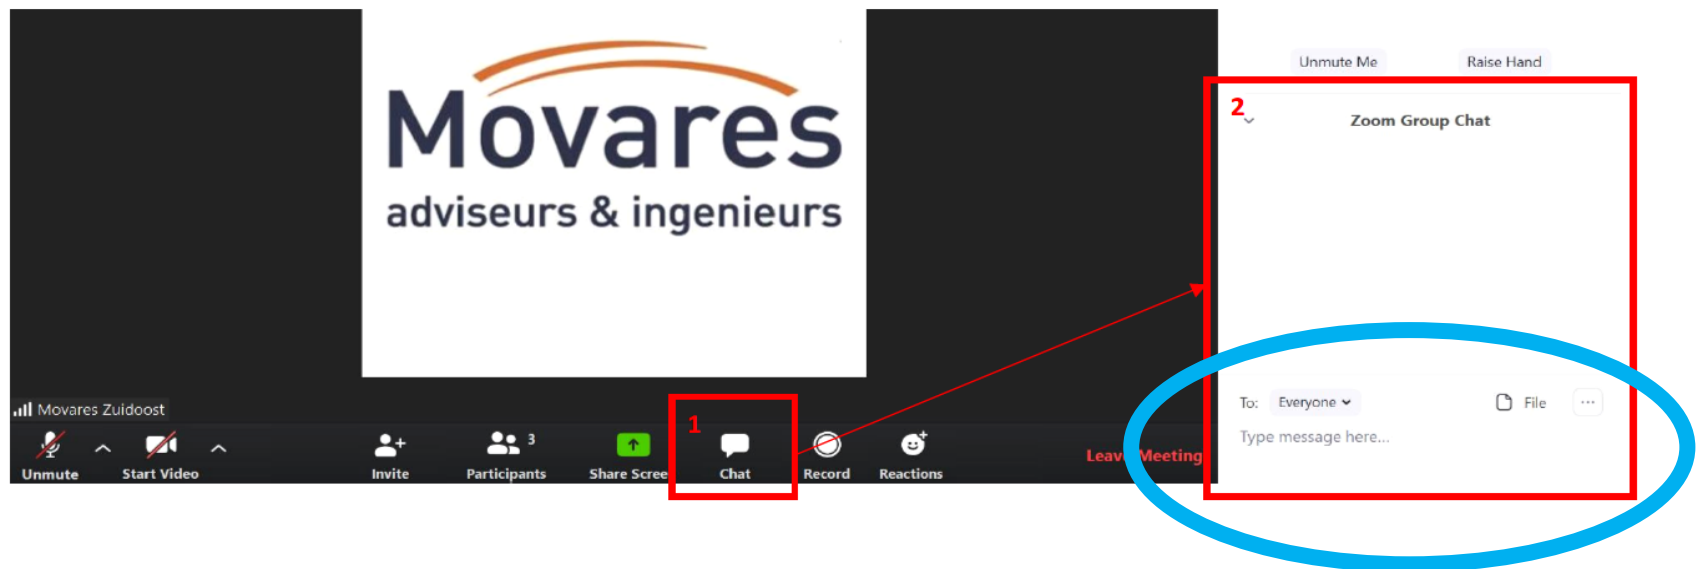 Movares
adviseurs & ingenieurs
Movares Zuidoost
Unmute
Start Video
Invite
3
Participants
Share Scree
1
Chat
Record
Reactions
Leave Meeting
Unmute Me
Raise Hand
2
Zoom Group Chat
To: Everyone
File
...
Type message here...